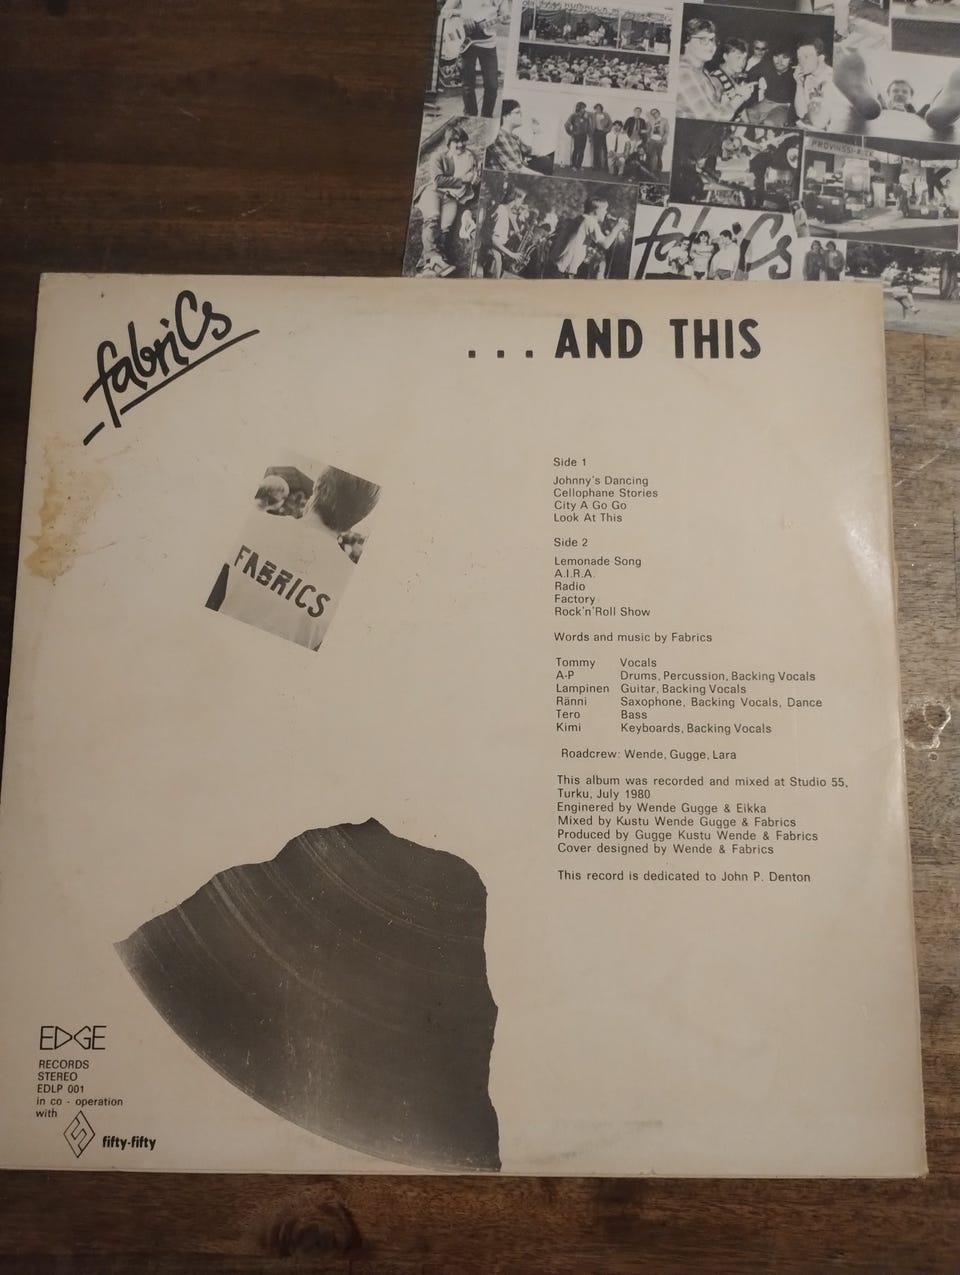 PROVINSSI-ROCK
fabrics
fabrics
... AND THIS
FABRICS
Side 1
Johnny's Dancing
Cellophane Stories
City A Go Go
Look At This
Side 2
Lemonade Song
A.I.R.A.
Radio
Factory
Rock'n'Roll Show
Words and music by Fabrics
Tommy Vocals
A-P Drums, Percussion, Backing Vocals
Lampinen Guitar, Backing Vocals
Ränni Saxophone, Backing Vocals, Dance
Tero Bass
Kimi Keyboards, Backing Vocals
Roadcrew: Wende, Gugge, Lara
This album was recorded and mixed at Studio 55,
Turku, July 1980
Enginered by Wende Gugge & Eikka
Mixed by Kustu Wende Gugge & Fabrics
Produced by Gugge Kustu Wende & Fabrics
Cover designed by Wende & Fabrics
This record is dedicated to John P. Denton
EDGE
RECORDS
STEREO
EDLP 001
in co - operation
with
fifty-fifty